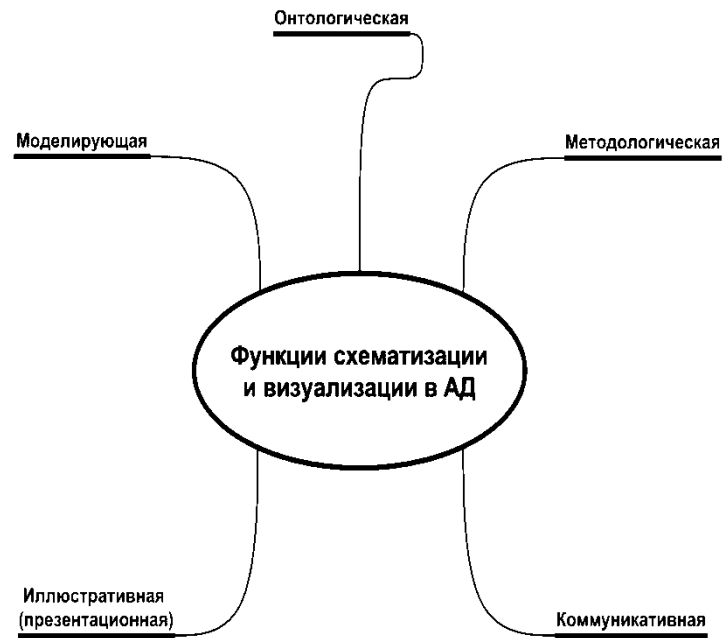 Онтологическая
Моделирующая
Методологическая
Функции схематизации
и визуализации в АД
Иллюстративная
(презентационная)
Коммуникативная